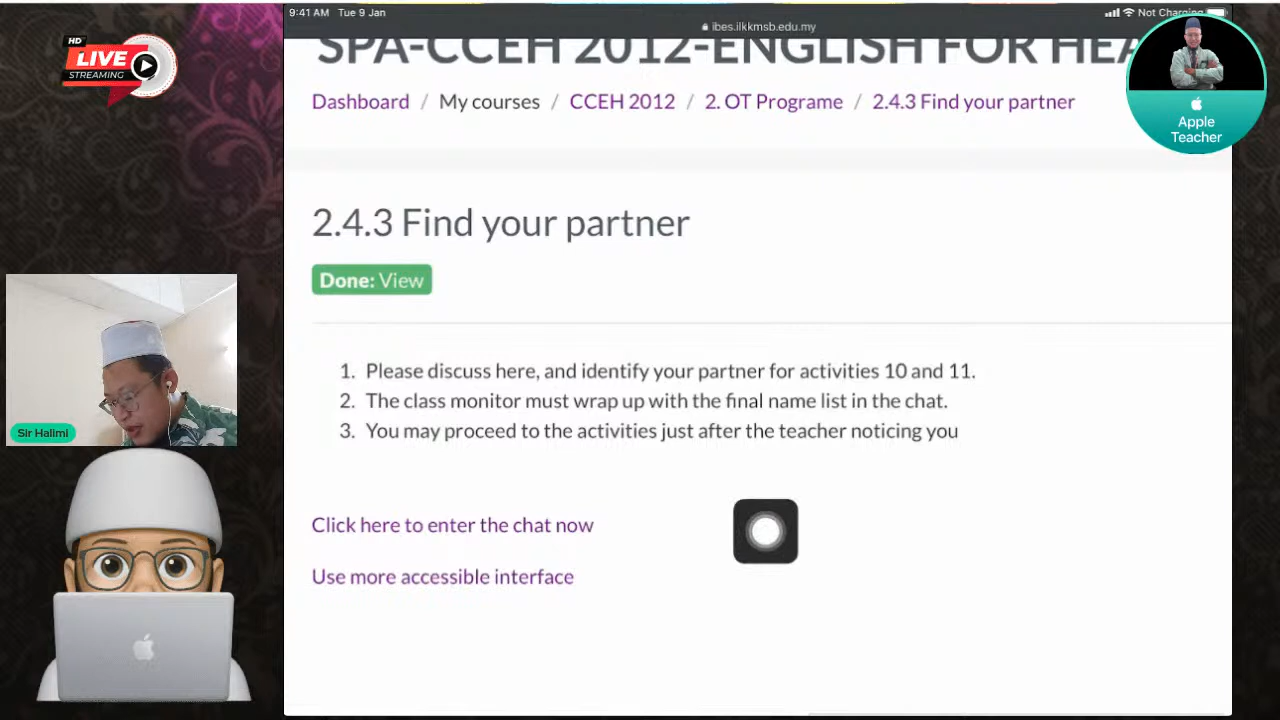 9:41 AM Tue 9 Jan
Not Charging
ibes.ilkkmsb.edu.my
HD
LIVE
STREAMING
SPA-CCEH 2012-ENGLISH FOR HEA
Apple
Teacher
Dashboard / My courses / CCEH 2012 / 2. OT Programe / 2.4.3 Find your partner
2.4.3 Find your partner
Done: View
1. Please discuss here, and identify your partner for activities 10 and 11.
2. The class monitor must wrap up with the final name list in the chat.
3. You may proceed to the activities just after the teacher noticing you
Sir Halimi
Click here to enter the chat now
Use more accessible interface